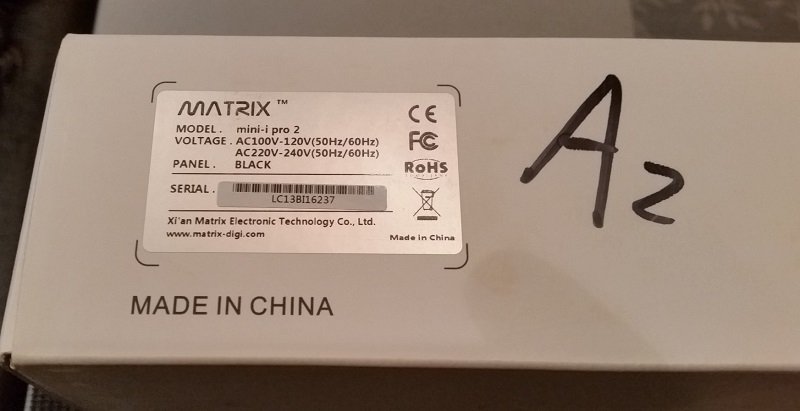 MATRIX™
MODEL. mini-i pro 2
VOLTAGE. AC100V-120V(50Hz/60Hz)
AC220V-240V(50Hz/60Hz)
PANEL. BLACK
SERIAL.
LC13BI16237
Xi'an Matrix Electronic Technology Co., Ltd.
www.matrix-digi.com
CE
FC
RoHS
Made in China
MADE IN CHINA
A2